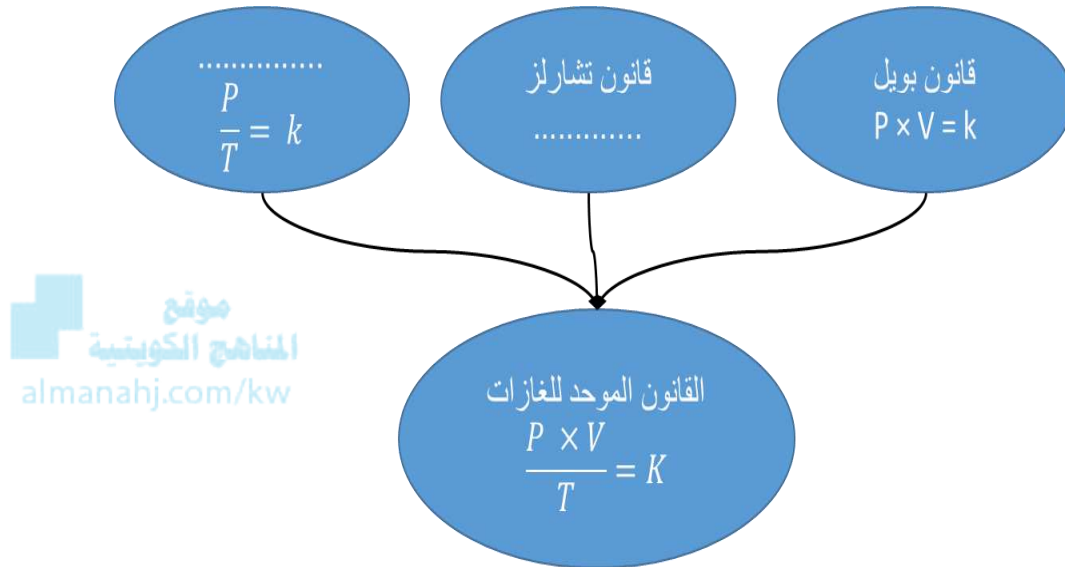 قانون بويل
P × V = k
قانون تشارلز
.............
...............
P/T = k
موقع
المناهج الكويتية
almanahj.com/kw
القانون الموحد للغازات
P × V / T = K